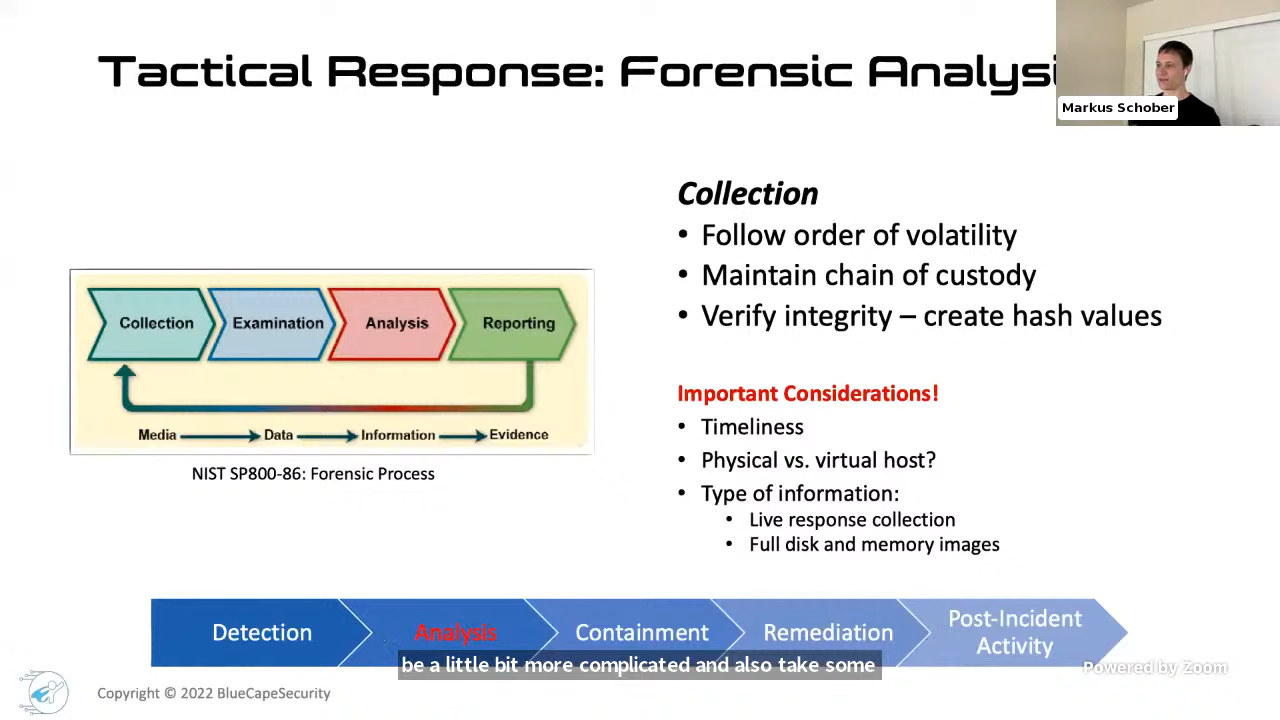 Tactical Response: Forensic Analysi
Markus Schober
Collection
• Follow order of volatility
• Maintain chain of custody
• Verify integrity – create hash values
Important Considerations!
• Timeliness
• Physical vs. virtual host?
• Type of information:
• Live response collection
• Full disk and memory images
Collection
Examination
Analysis
Reporting
Media
Data
Information
Evidence
NIST SP800-86: Forensic Process
Detection
Analysis
Containment
Remediation
Post-Incident
Activity
be a little bit more complicated and also take some
Powered by Zoom
Copyright © 2022 BlueCapeSecurity